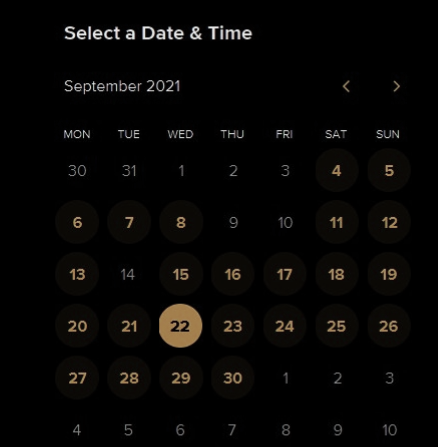 Select a Date & Time
September 2021
MON TUE WED THU FRI SAT SUN
30 31 1 2 3 4 5
6 7 8 9 10 11 12
13 14 15 16 17 18 19
20 21 22 23 24 25 26
27 28 29 30 1 2 3
4 5 6 7 8 9 10